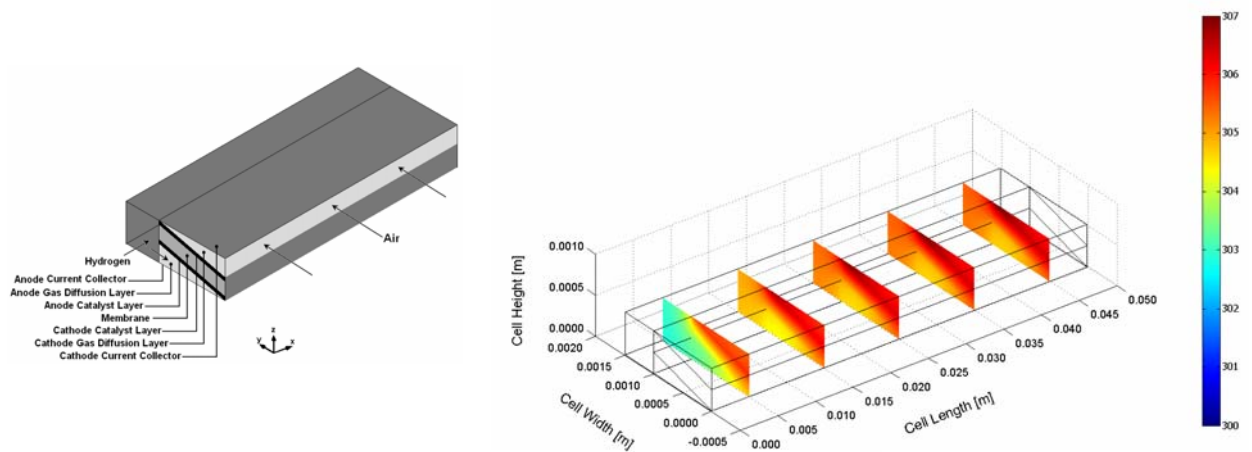 Hydrogen
Anode Current Collector
Anode Gas Diffusion Layer
Anode Catalyst Layer
Membrane
Cathode Catalyst Layer
Cathode Gas Diffusion Layer
Cathode Current Collector
Air
z
y
x
Cell Height [m]
0.0010
0.0005
0.0000
0.0020
0.0015
0.0010
0.0005
0.0000
-0.0005
Cell Width [m]
0.000
0.005
0.010
0.015
0.020
0.025
0.030
0.035
0.040
0.045
0.050
Cell Length [m]
307
306
305
304
303
302
301
300